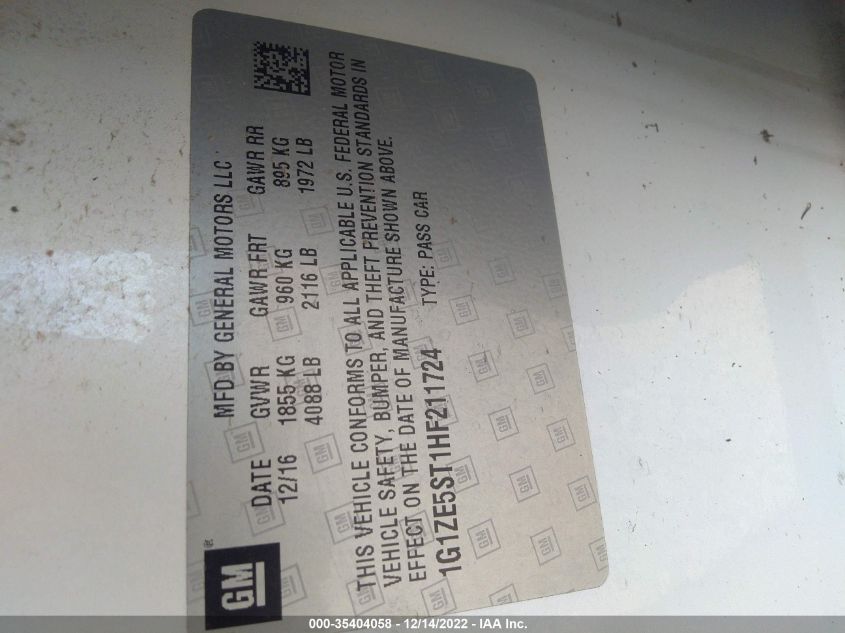 GM®
MFD BY GENERAL MOTORS LLC
DATE GVWR GAWR FRT GAWR RR
12/16 1855 KG 960 KG 895 KG
4088 LB 2116 LB 1972 LB
THIS VEHICLE CONFORMS TO ALL APPLICABLE U.S. FEDERAL MOTOR
VEHICLE SAFETY, BUMPER, AND THEFT PREVENTION STANDARDS IN
EFFECT ON THE DATE OF MANUFACTURE SHOWN ABOVE.
1G1ZE5ST1HF211724 TYPE: PASS CAR
000-35404058 - 12/14/2022 - IAA Inc.